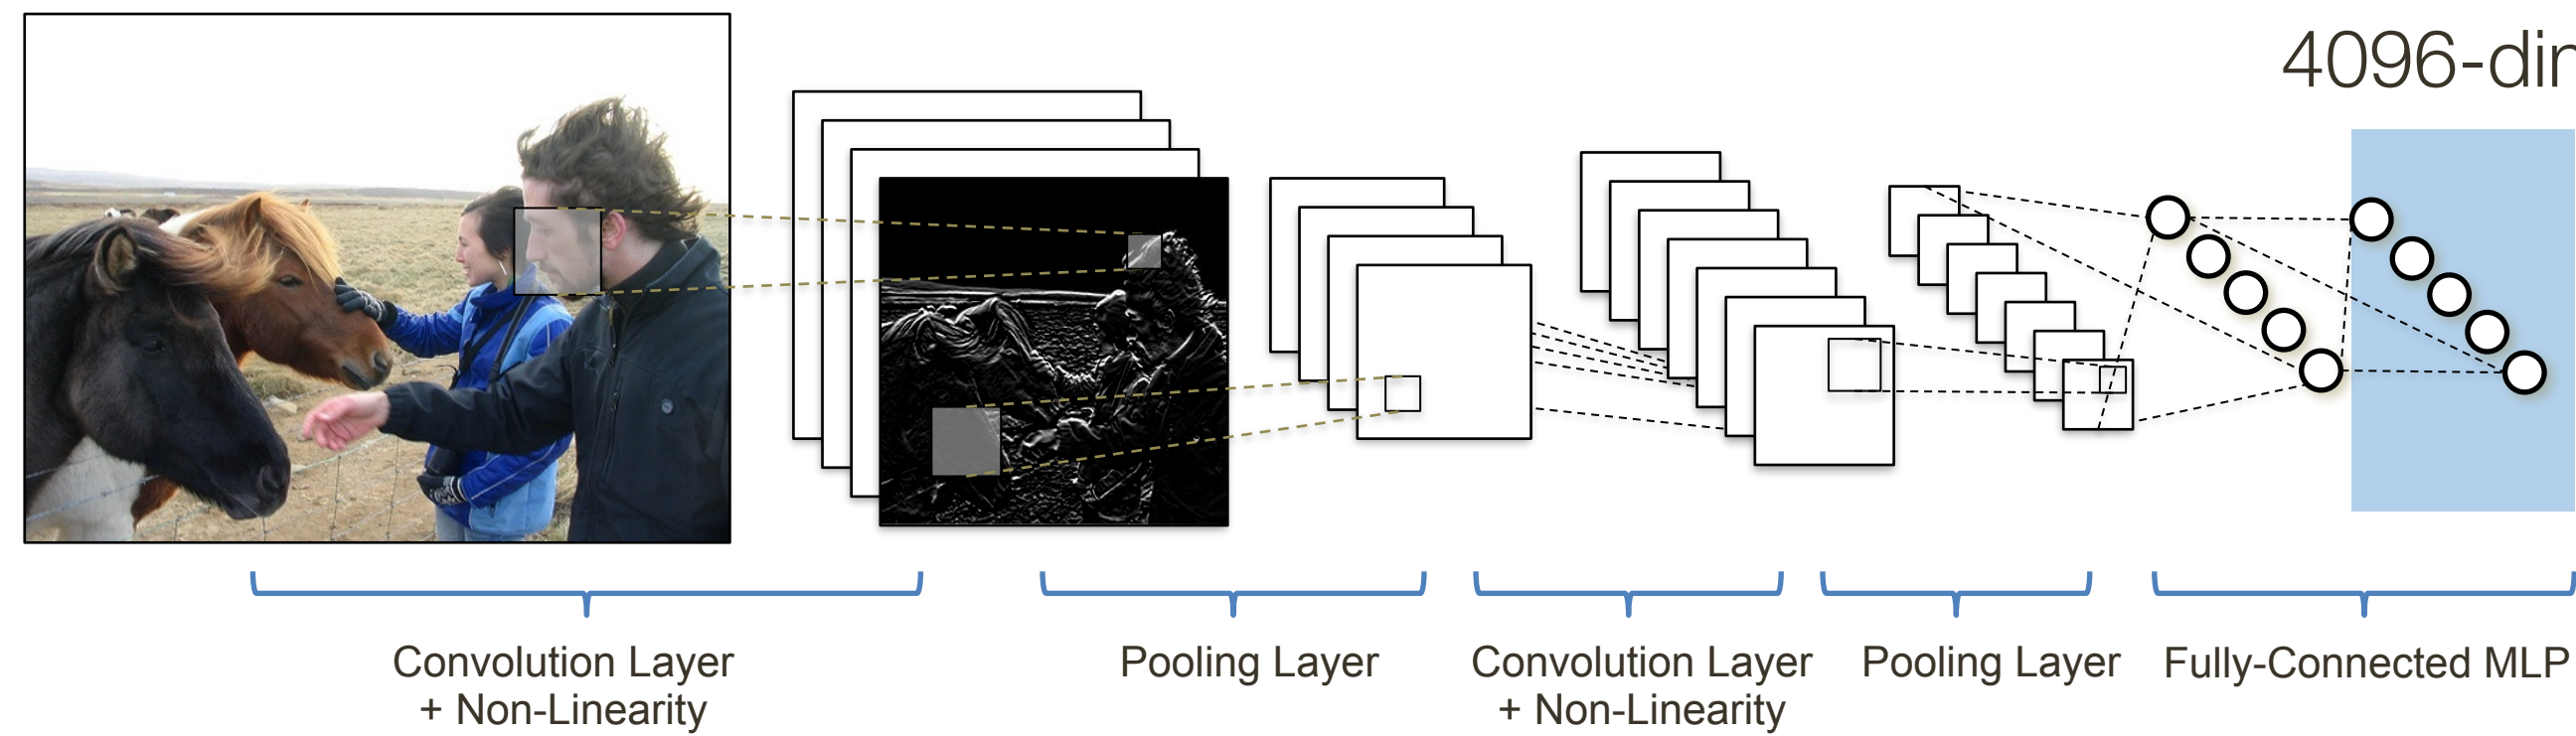 4096-dir
Convolution Layer
+ Non-Linearity
Pooling Layer
Convolution Layer
+ Non-Linearity
Pooling Layer
Fully-Connected MLP